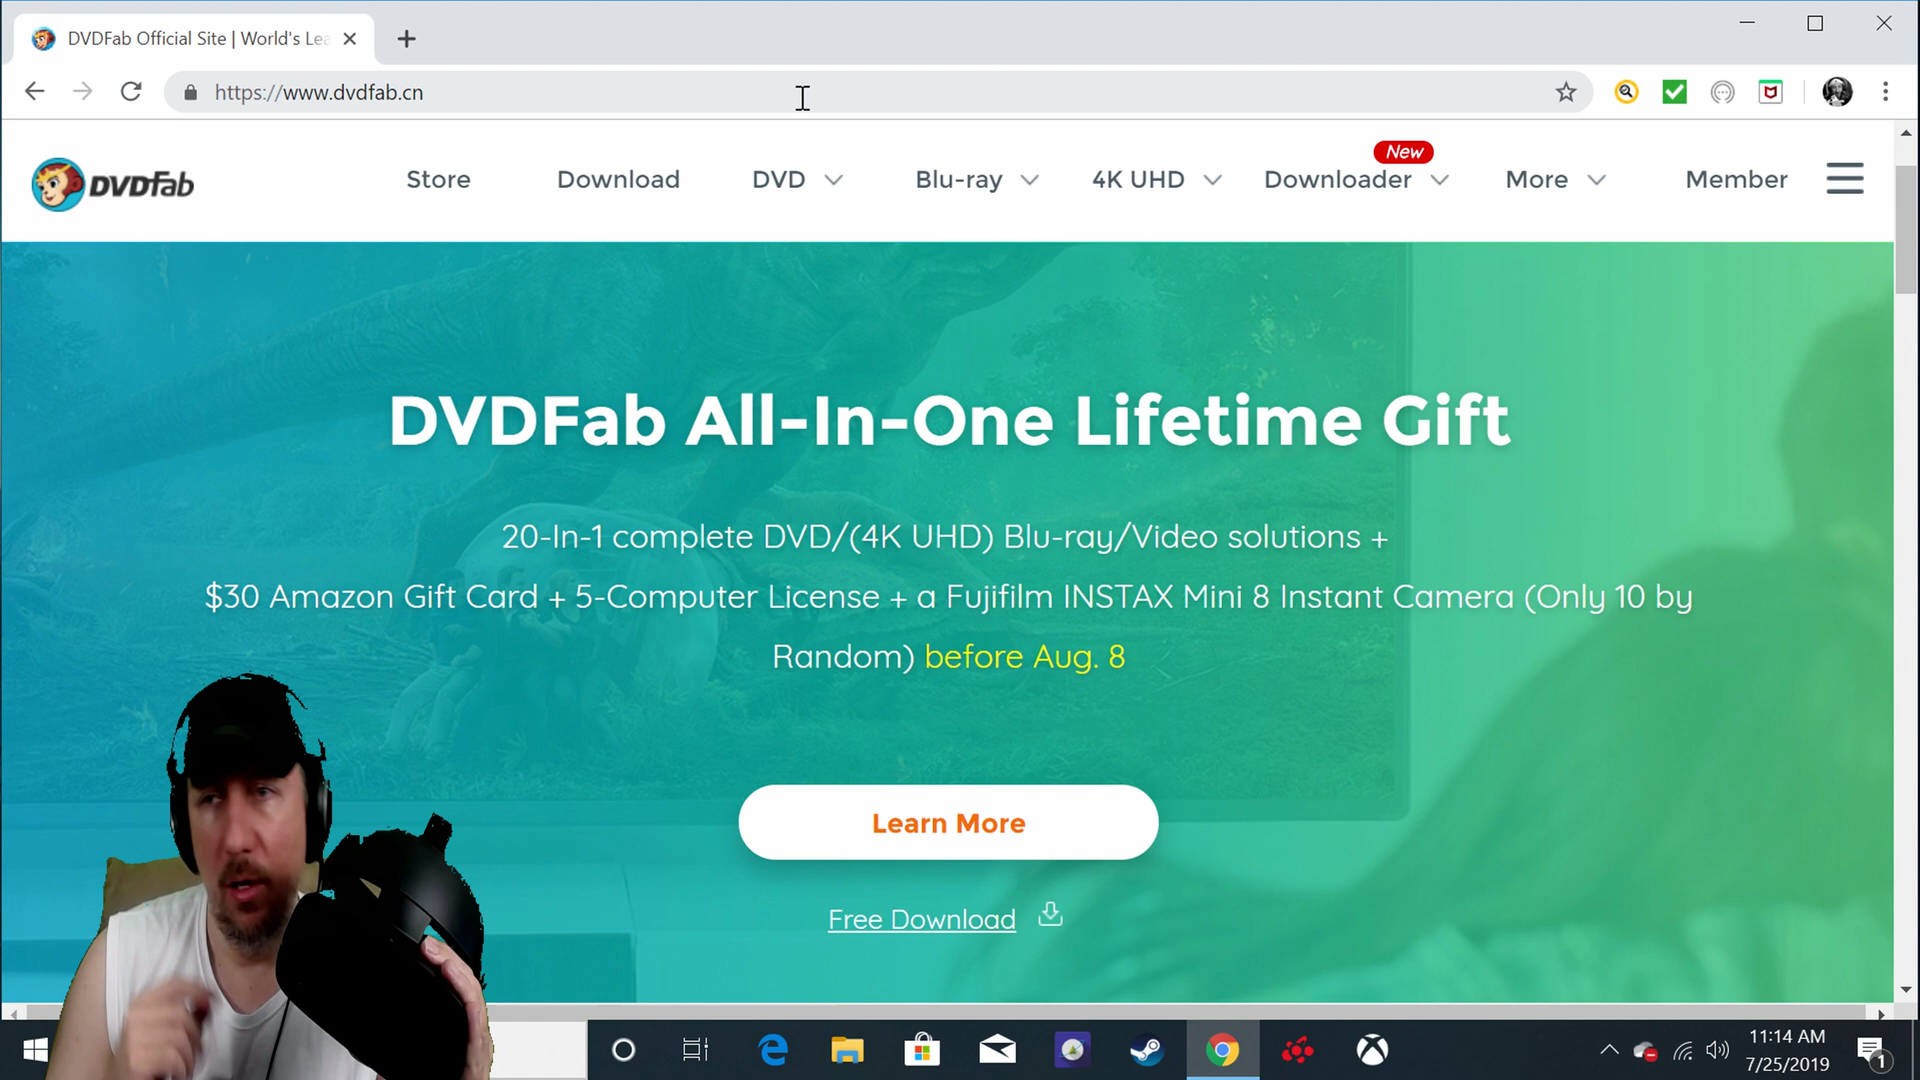 DVDFab Official Site | World's Lea
https://www.dvdfab.cn
New
DVDFab
Store
Download
DVD
Blu-ray
4K UHD
Downloader
More
Member
DVDFab All-In-One Lifetime Gift
20-In-1 complete DVD/(4K UHD) Blu-ray/Video solutions +
$30 Amazon Gift Card + 5-Computer License + a Fujifilm INSTAX Mini 8 Instant Camera (Only 10 by
Random) before Aug. 8
Learn More
Free Download
11:14 AM
7/25/2019
1